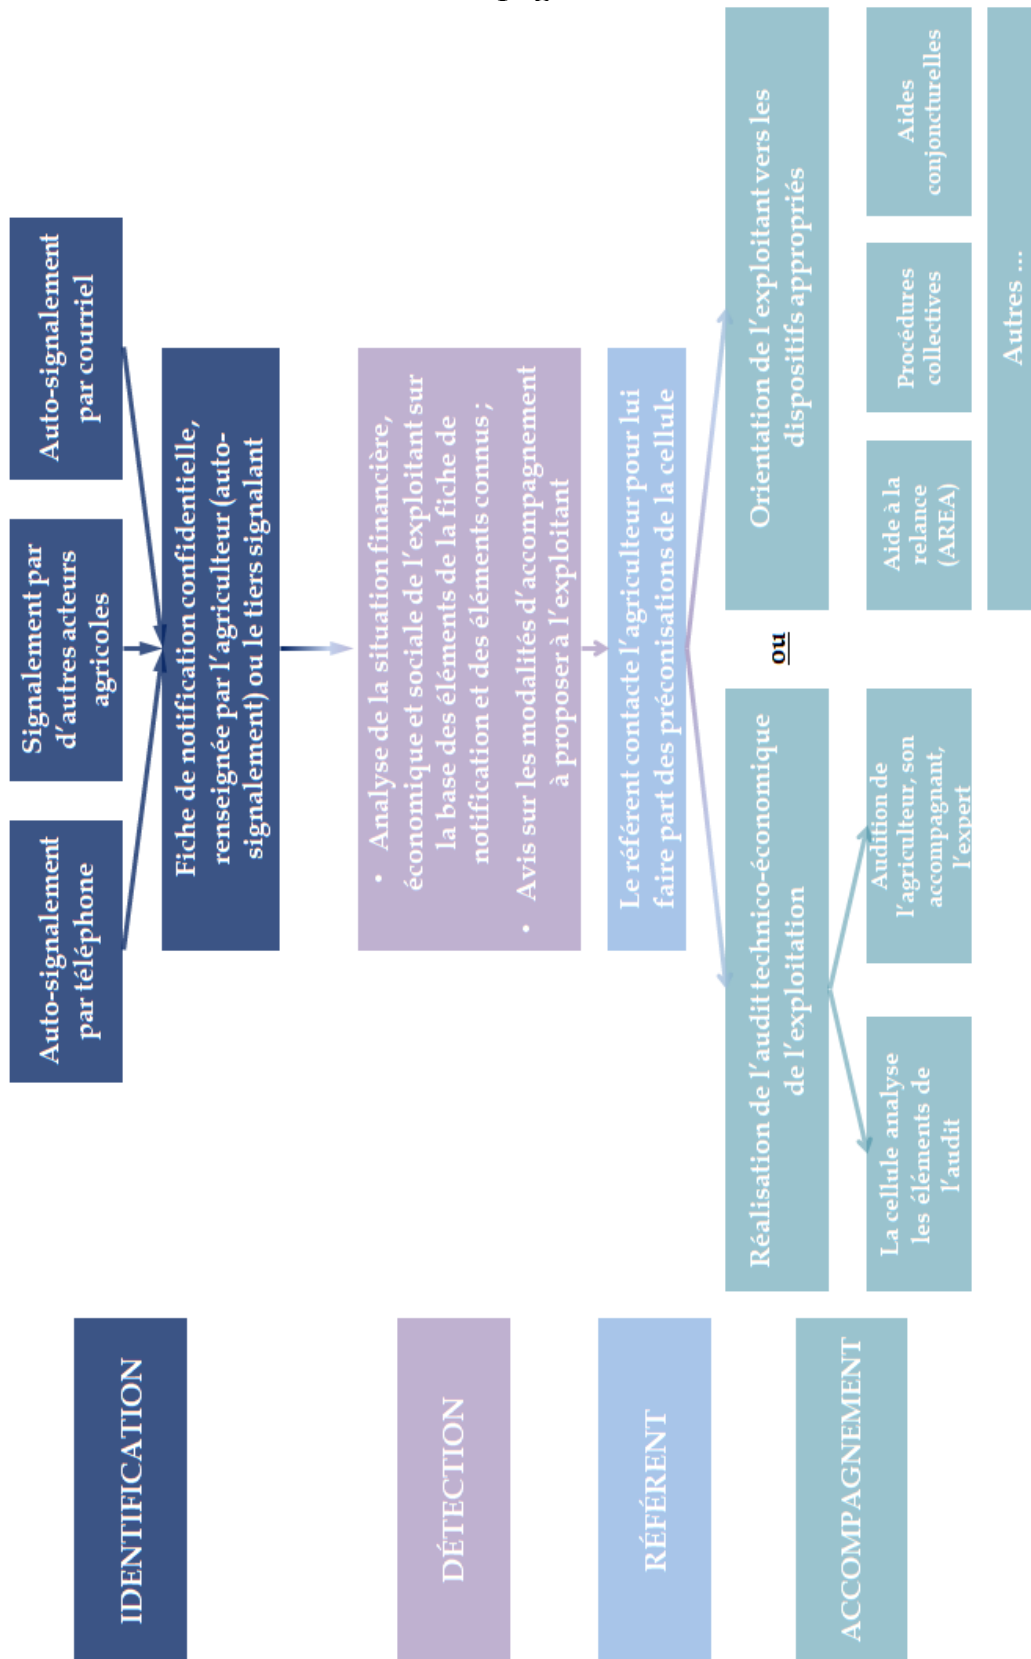 IDENTIFICATION
Auto-signalement
par téléphone
Signalement par
d'autres acteurs
agricoles
Auto-signalement
par courriel
Fiche de notification confidentielle,
renseignée par l'agriculteur (auto-
signalement) ou le tiers signalant
DÉTECTION
• Analyse de la situation financière,
économique et sociale de l'exploitant sur
la base des éléments de la fiche de
notification et des éléments connus ;
• Avis sur les modalités d'accompagnement
à proposer à l'exploitant
RÉFÉRENT
Le référent contacte l'agriculteur pour lui
faire part des préconisations de la cellule
ACCOMPAGNEMENT
Réalisation de l'audit technico-économique
de l'exploitation
ou
Orientation de l'exploitant vers les
dispositifs appropriés
La cellule analyse
les éléments de
l'audit
Audition de
l'agriculteur, son
accompagnant,
l'expert
Aide à la
relance
(AREA)
Procédures
collectives
Aides
conjoncturelles
Autres ...